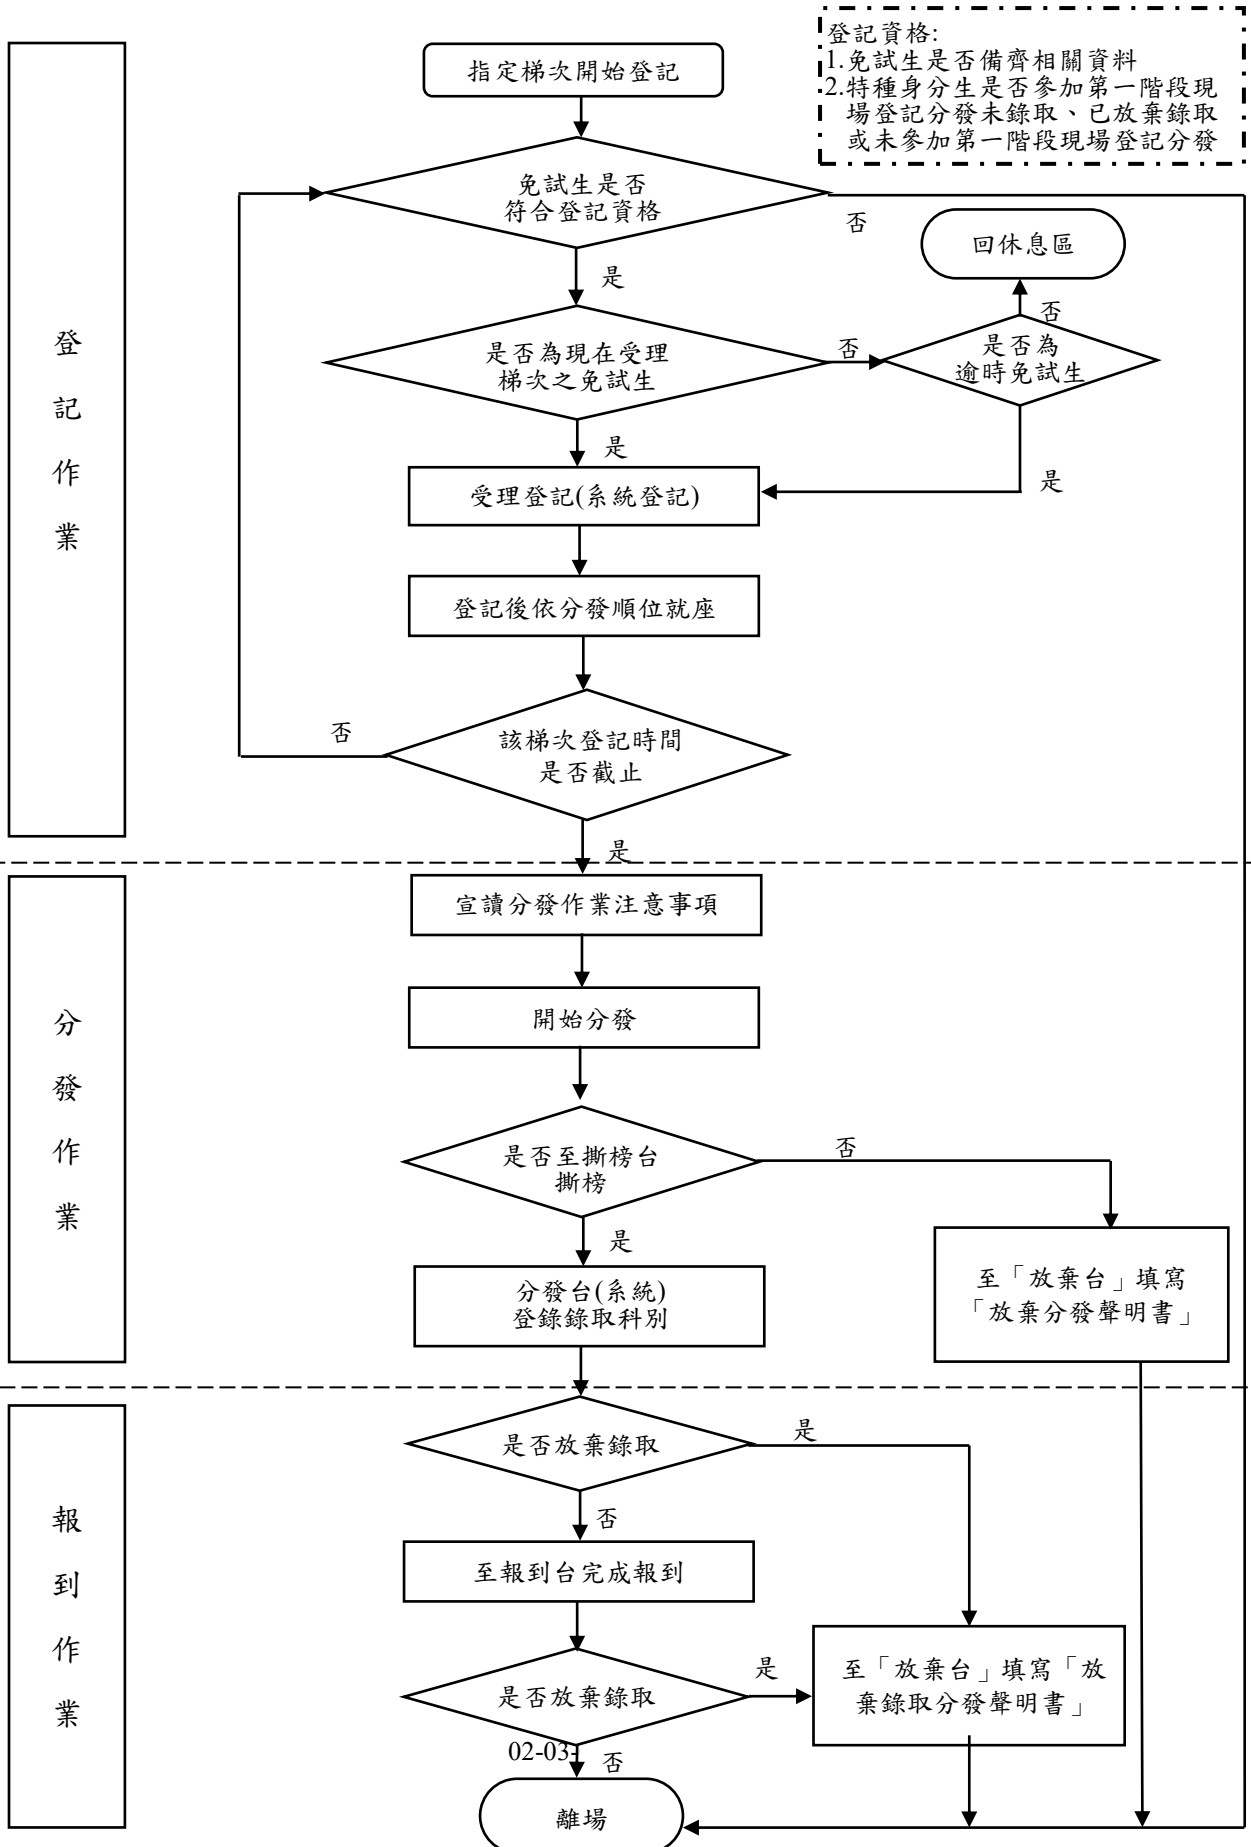 登記資格:
1.免試生是否備齊相關資料
2.特種身分生是否參加第一階段現
場登記分發未錄取、已放棄錄取
或未參加第一階段現場登記分發
登記作業
指定梯次開始登記
免試生是否
符合登記資格
否
是
回休息區
否
是否為現在受理
梯次之免試生
否
是否為
逾時免試生
是
是
受理登記(系統登記)
登記後依分發順位就座
該梯次登記時間
是否截止
否
是
分發作業
宣讀分發作業注意事項
開始分發
是否至撕榜台
撕榜
否
是
分發台(系統)
登錄錄取科別
至「放棄台」填寫
「放棄分發聲明書」
報到作業
是否放棄錄取
是
否
至報到台完成報到
是否放棄錄取
是
至「放棄台」填寫「放
棄錄取分發聲明書」
02-03-
否
離場